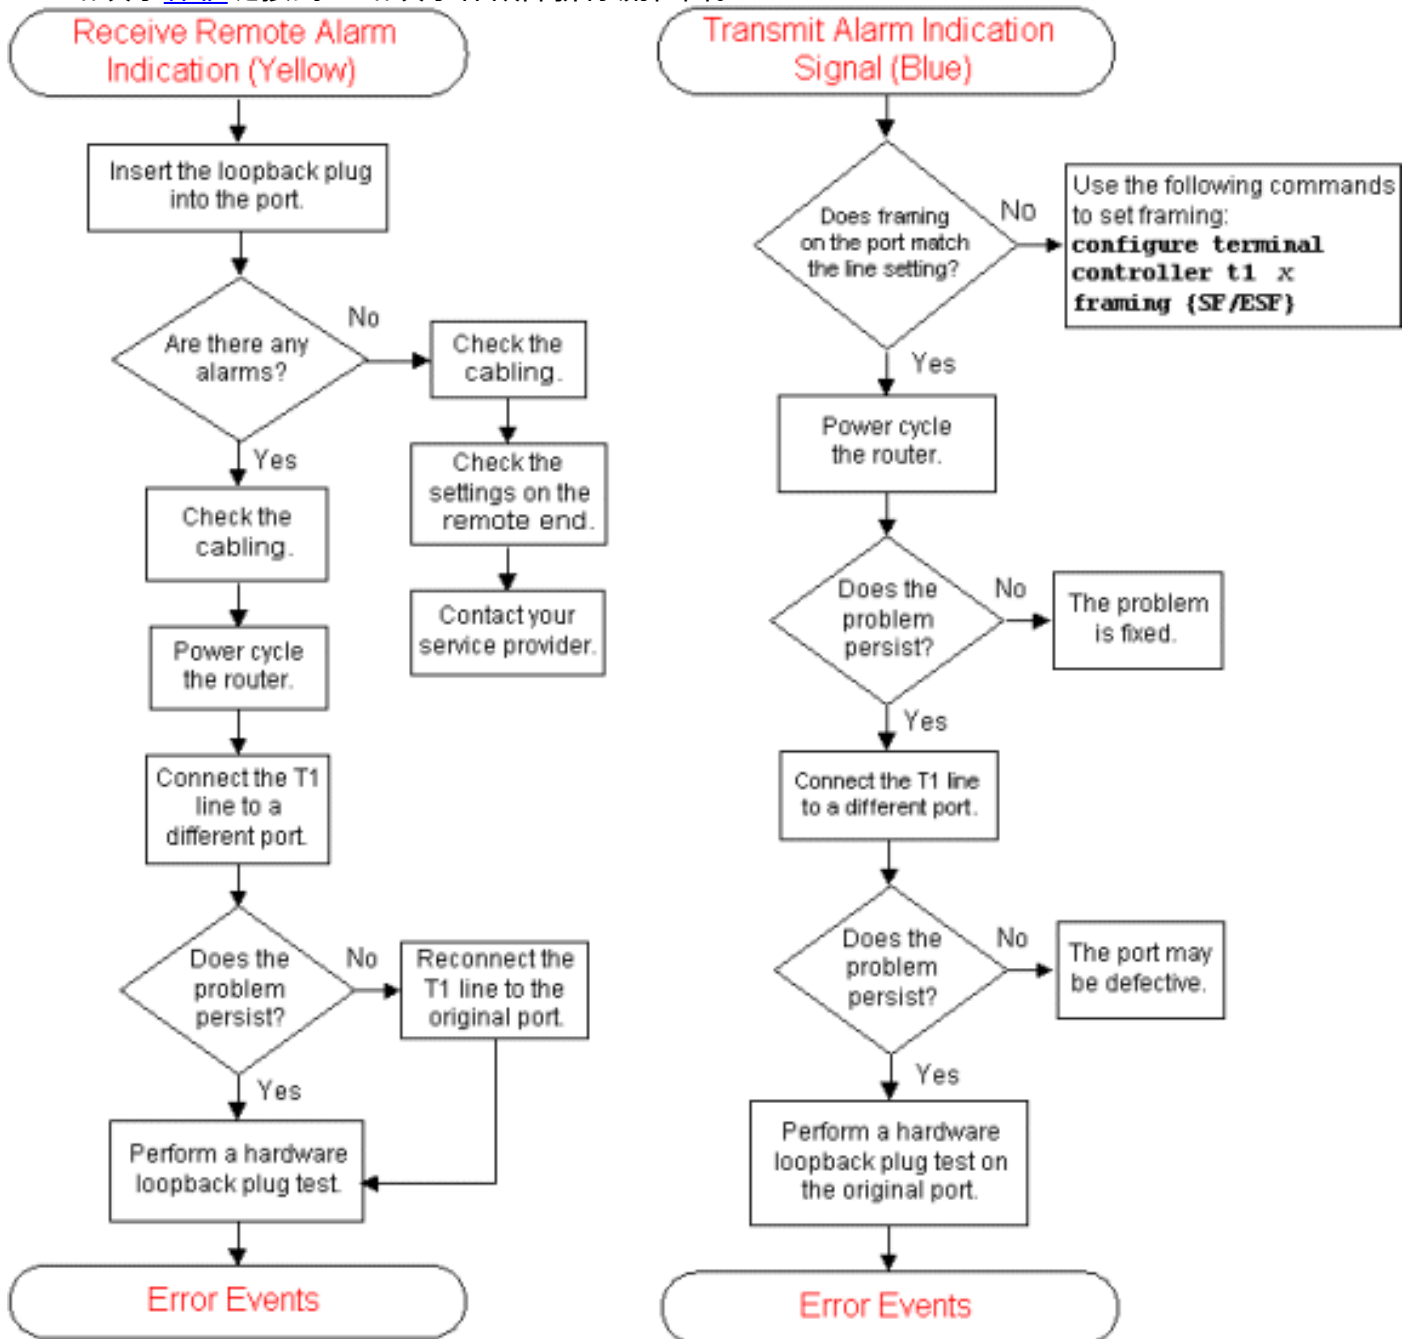 Receive Remote Alarm
Indication (Yellow)
Insert the loopback plug
into the port.
Are there any
alarms?
No
Check the
cabling.
Check the
settings on the
remote end.
Contact your
service provider.
Yes
Check the
cabling.
Power cycle
the router.
Connect the T1
line to a
different port.
Does the
problem
persist?
No
Reconnect the
T1 line to the
original port.
Yes
Perform a hardware
loopback plug test.
Error Events
Transmit Alarm Indication
Signal (Blue)
Does framing
on the port match
the line setting?
No
Use the following commands
to set framing:
configure terminal
controller t1 x
framing {SF/ESF}
Yes
Power cycle
the router.
Does the
problem
persist?
No
The problem
is fixed.
Yes
Connect the T1 line
to a different port.
Does the
problem
persist?
No
The port may
be defective.
Yes
Perform a hardware
loopback plug test on
the original port.
Error Events